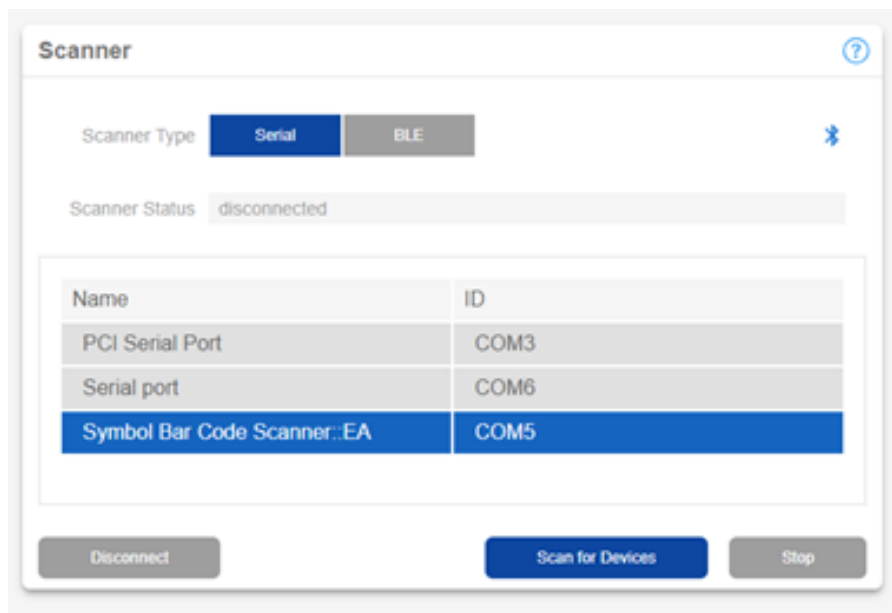 Scanner
Scanner Type Serial BLE
Scanner Status disconnected
Name ID
PCI Serial Port COM3
Serial port COM6
Symbol Bar Code Scanner::EA COM5
Disconnect Scan for Devices Stop